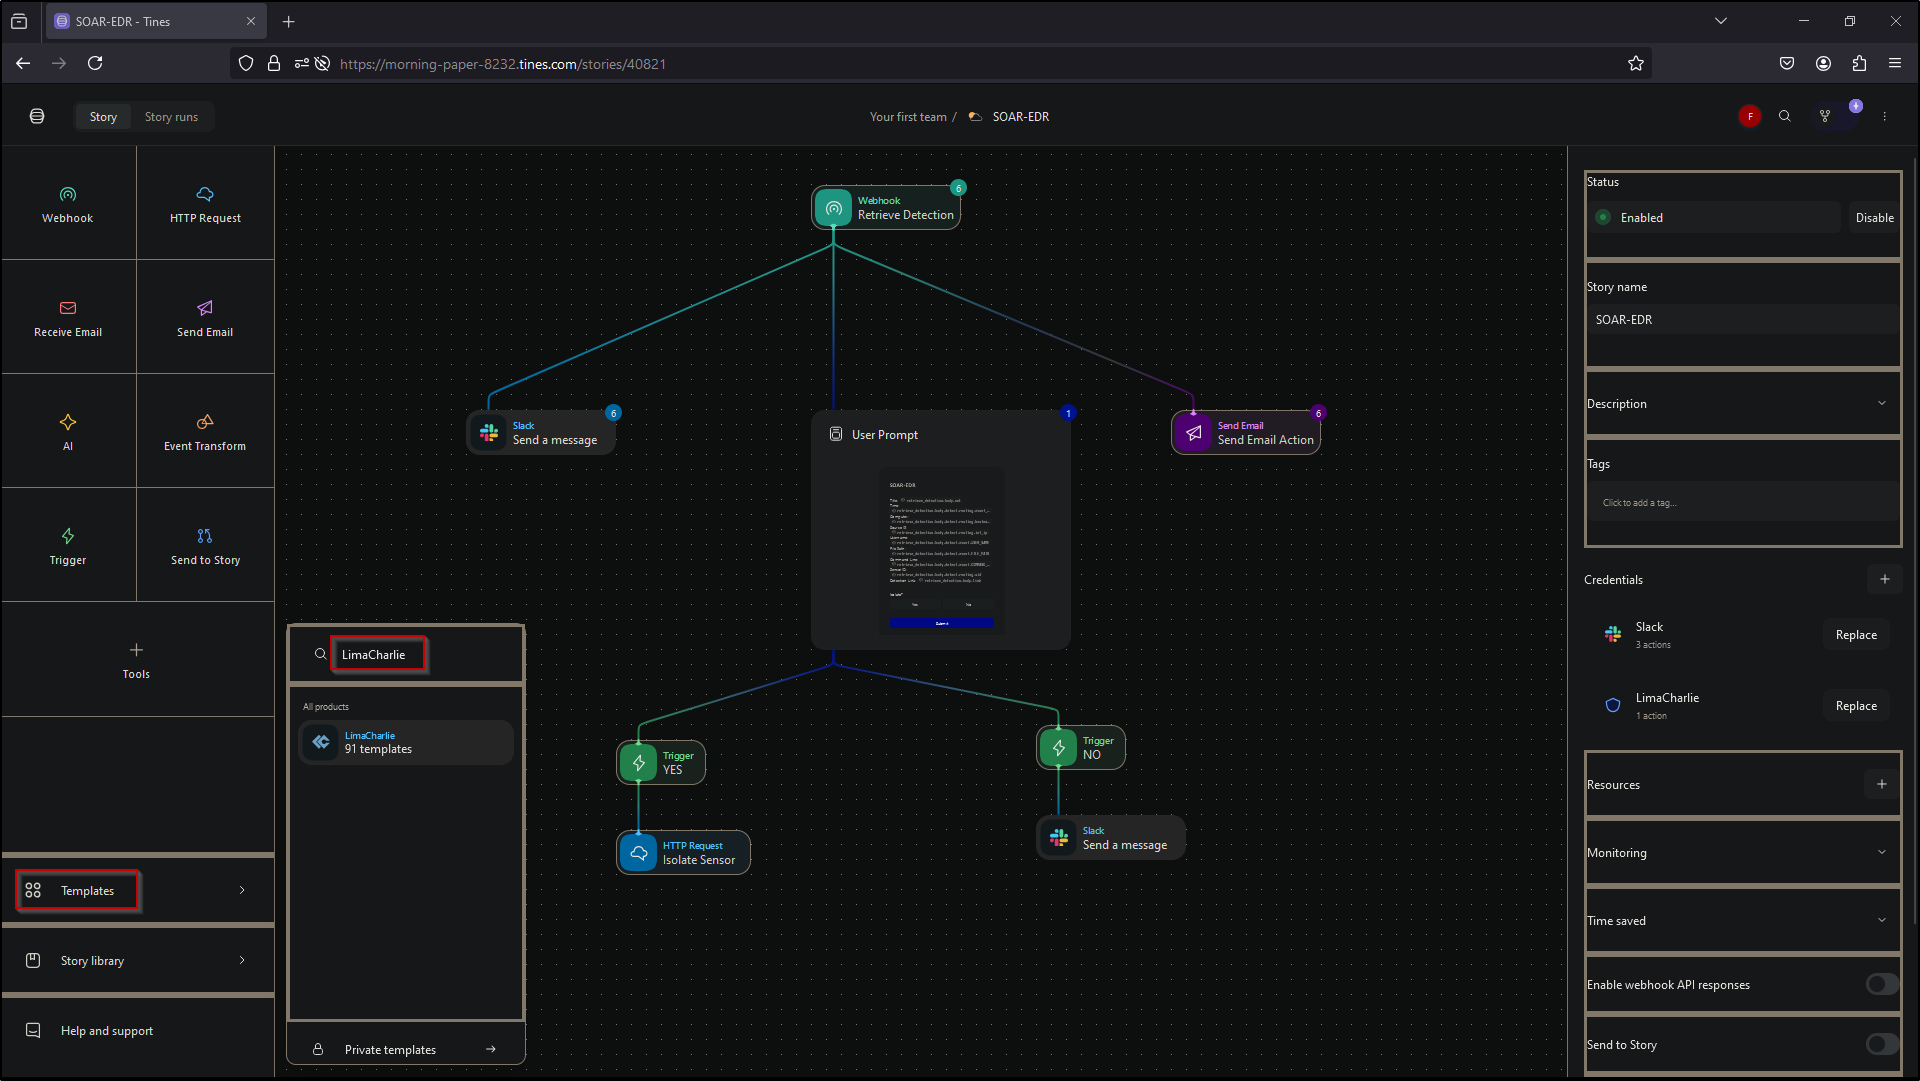 SOAR-EDR - Tines
https://morning-paper-8232.tines.com/stories/40821
Story
Story runs
Your first team / SOAR-EDR
F
Webhook
HTTP Request
Receive Email
Send Email
AI
Event Transform
Trigger
Send to Story
Tools
Templates
Story library
Help and support
LimaCharlie
All products
LimaCharlie
91 templates
Private templates
6
Webhook
Retrieve Detection
6
Slack
Send a message
1
User Prompt
SOAR-EDR
Yes
No
Submit
6
Send Email
Send Email Action
Trigger
YES
HTTP Request
Isolate Sensor
Trigger
NO
Slack
Send a message
Status
Enabled
Disable
Story name
SOAR-EDR
Description
Tags
Click to add a tag...
Credentials
Slack
3 actions
Replace
LimaCharlie
1 action
Replace
Resources
Monitoring
Time saved
Enable webhook API responses
Send to Story